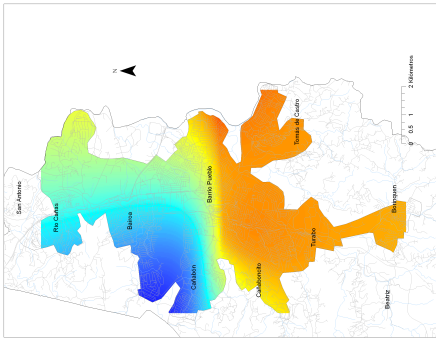 N
2 Kilómetros
1
0.5
0
Tomás de Castro
San Antonio
Río Cañas
Bairoa
Barrio Pueblo
Cañabón
Cañaboncito
Turabo
Borinquen
Beatriz